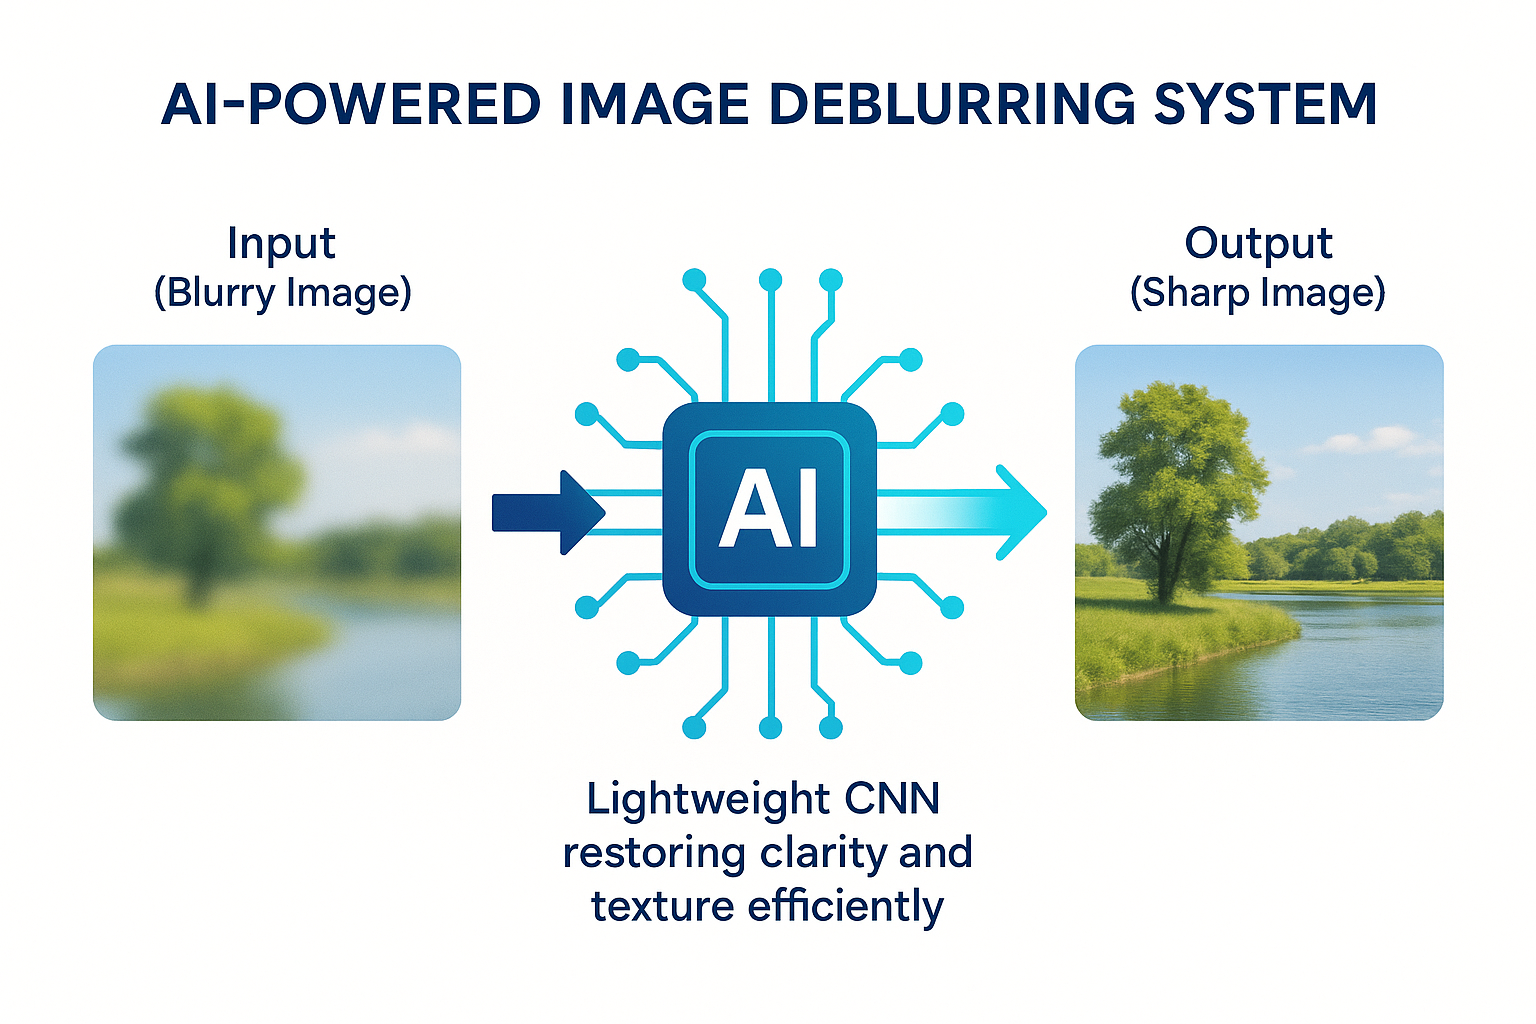 AI-POWERED IMAGE DEBLURRING SYSTEM
Input
(Blurry Image)
AI
Output
(Sharp Image)
Lightweight CNN
restoring clarity and
texture efficiently